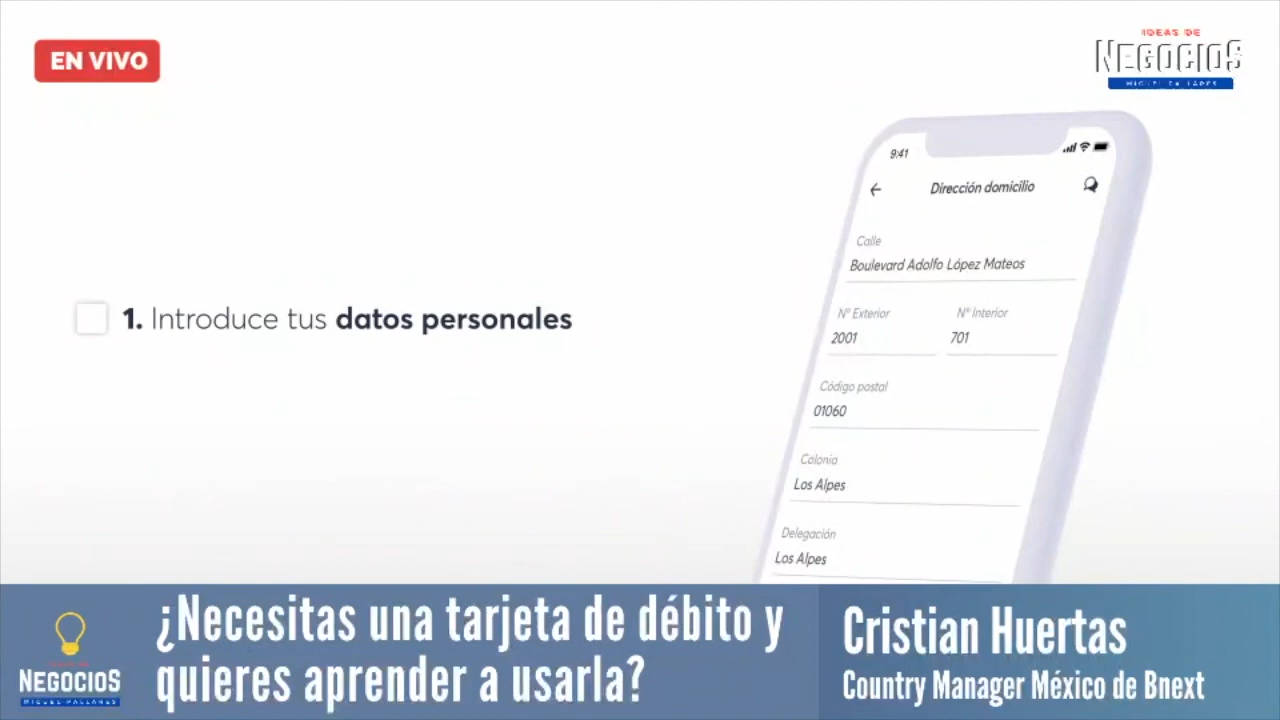 EN VIVO
IDEAS DE
NEGOCIOS
9:41
Dirección domicilio
Calle
Boulevard Adolfo López Mateos
Nº Exterior
Nº Interior
2001
701
1. Introduce tus datos personales
Código postal
01060
Colonia
Los Alpes
Delegación
Los Alpes
¿Necesitas una tarjeta de débito y
quieres aprender a usarla?
Cristian Huertas
Country Manager México de Bnext
NEGOCIOS
MIGUEL PALLARES